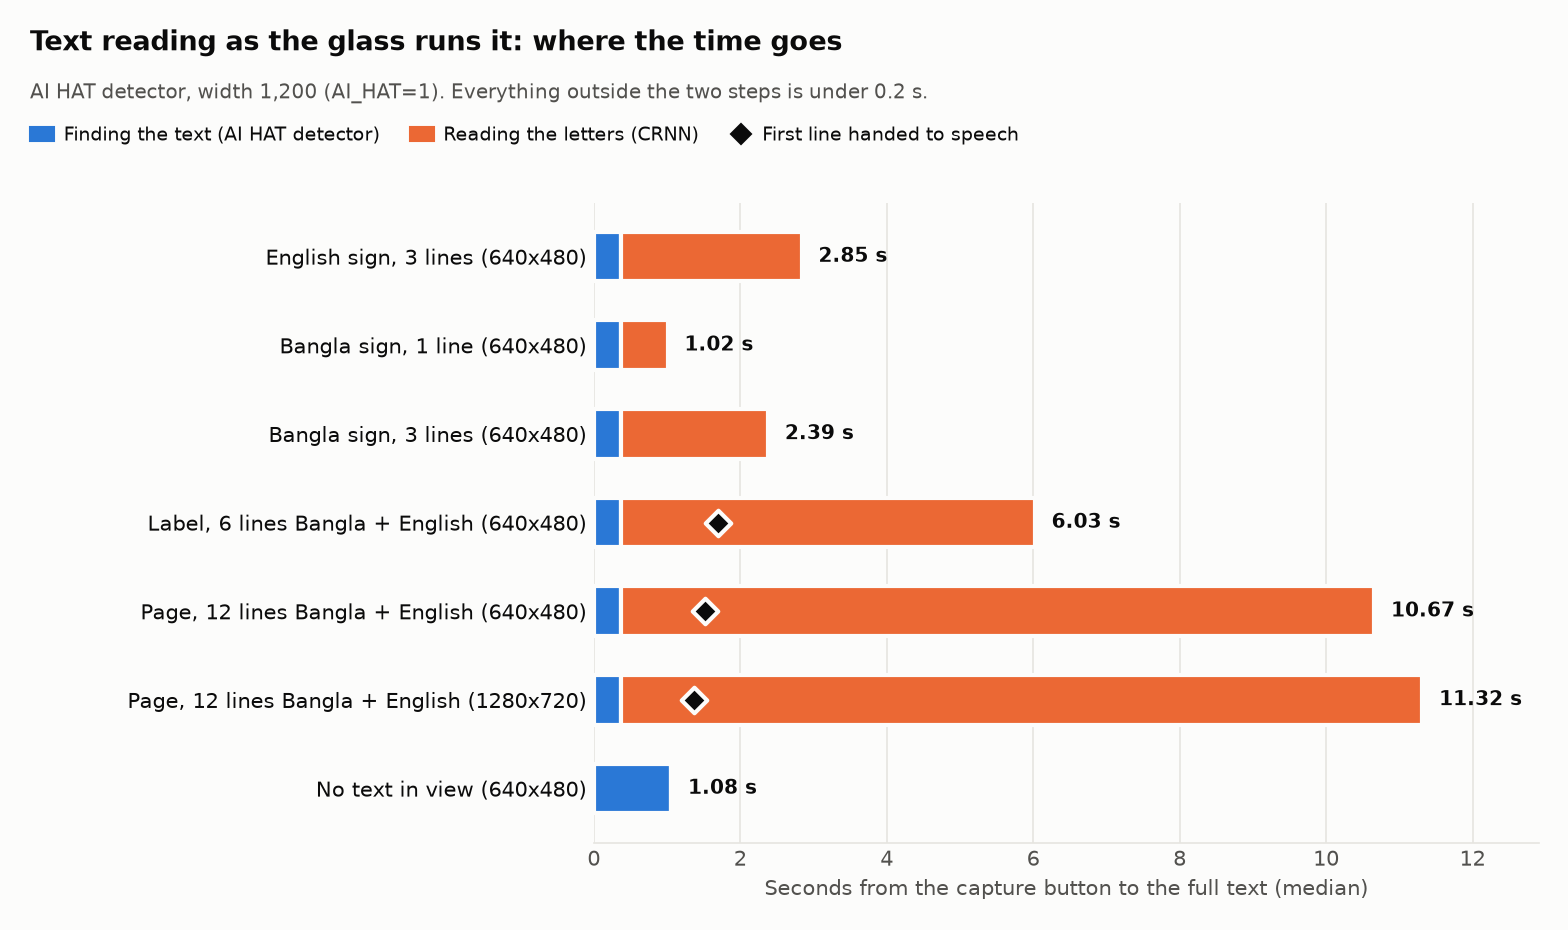 Text reading as the glass runs it: where the time goes
AI HAT detector, width 1,200 (AI_HAT=1). Everything outside the two steps is under 0.2 s.
Finding the text (AI HAT detector) Reading the letters (CRNN) First line handed to speech
English sign, 3 lines (640x480) 2.85 s
Bangla sign, 1 line (640x480) 1.02 s
Bangla sign, 3 lines (640x480) 2.39 s
Label, 6 lines Bangla + English (640x480) 6.03 s
Page, 12 lines Bangla + English (640x480) 10.67 s
Page, 12 lines Bangla + English (1280x720) 11.32 s
No text in view (640x480) 1.08 s
0 2 4 6 8 10 12
Seconds from the capture button to the full text (median)